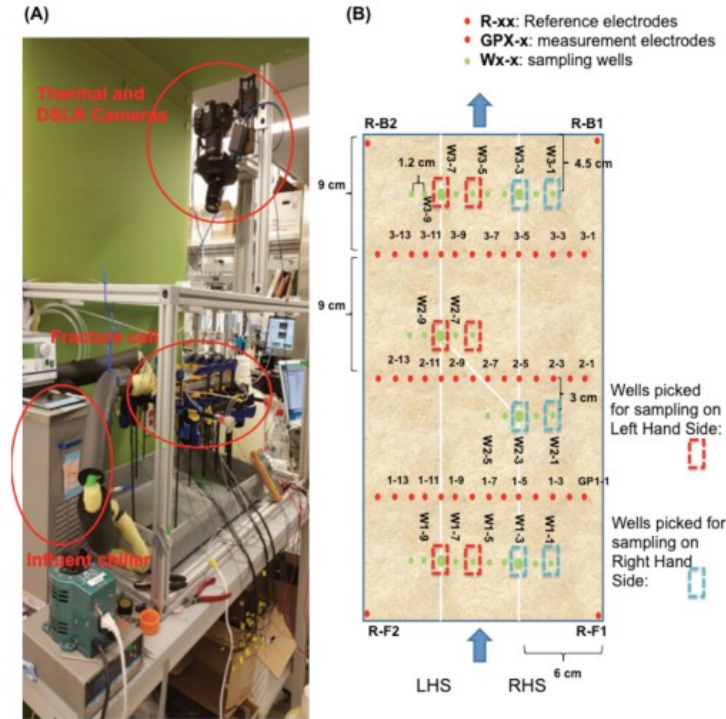 (A)
Thermal and
DSLR Cameras
Fracture cell
Influent chillar
(B)
R-xx: Reference electrodes
GPX-x: measurement electrodes
Wx-x: sampling wells
R-B2
R-B1
W3-7
W3-5
W3-3
W3-1
1.2 cm
4.5 cm
9 cm
W3-9
3-13 3-11 3-9 3-7 3-5 3-3 3-1
9 cm
W2-9
W2-7
2-13 2-11 2-9 2-7 2-5 2-3 2-1
3 cm
Wells picked
for sampling on
Left Hand
Side:
W2-5
W2-3
W2-1
1-13 1-11 1-9 1-7 1-5 1-3 GP1-1
W1-9
W1-7
W1-5
W1-3
W1-1
Wells picked for
sampling on
Right Hand
Side:
R-F2
R-F1
6 cm
LHS
RHS